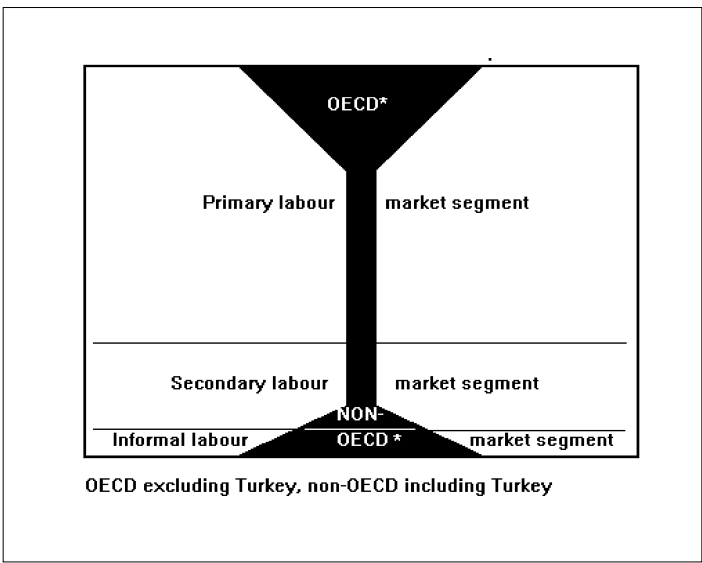 OECD*
Primary labour market segment
Secondary labour market segment
NON-
Informal labour OECD * market segment
OECD excluding Turkey, non-OECD including Turkey